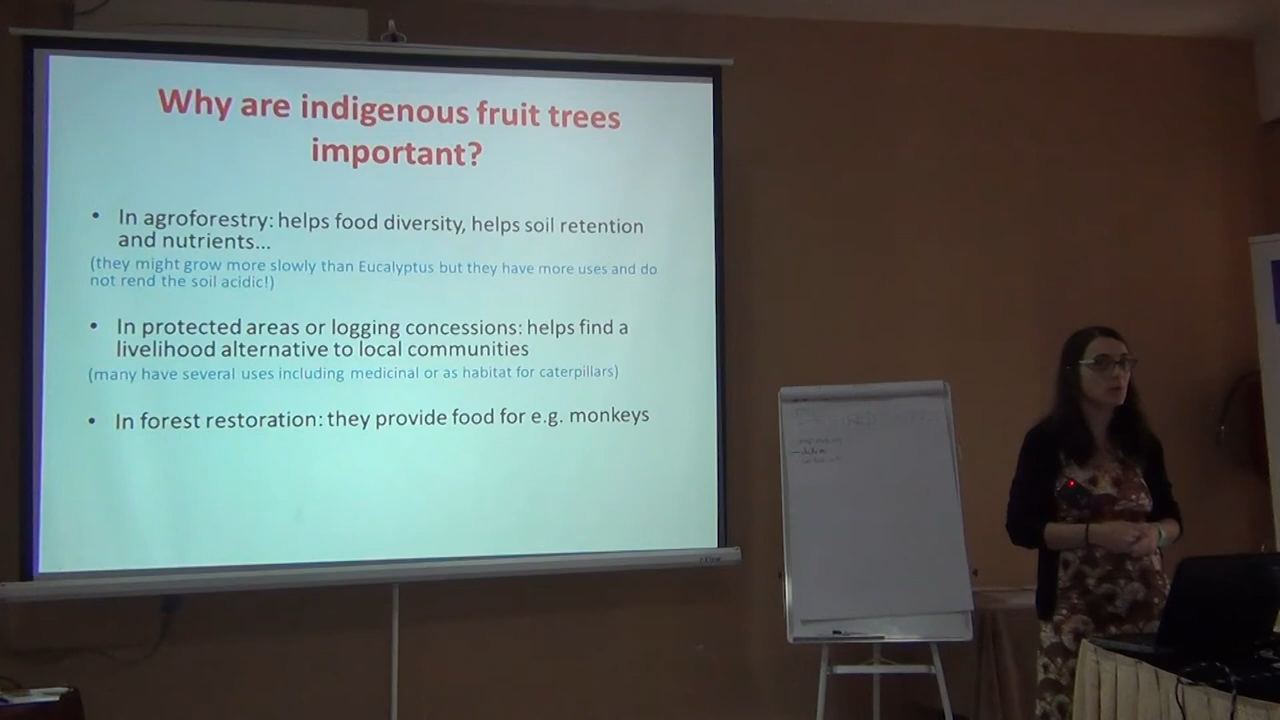 Why are indigenous fruit trees
important?
• In agroforestry: helps food diversity, helps soil retention
and nutrients...
(they might grow more slowly than Eucalyptus but they have more uses and do
not rend the soil acidic!)
• In protected areas or logging concessions: helps find a
livelihood alternative to local communities
(many have several uses including medicinal or as habitat for caterpillars)
• In forest restoration: they provide food for e.g. monkeys